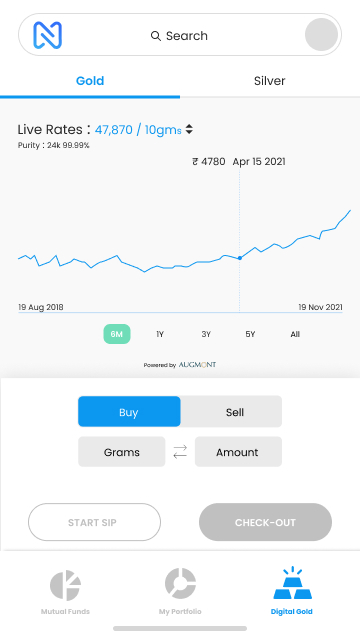 Search
Gold Silver
Live Rates : 47,870 / 10gms
Purity : 24k 99.99%
₹ 4780 Apr 15 2021
19 Aug 2018 19 Nov 2021
6M 1Y 3Y 5Y All
Powered by AUGMONT
Buy Sell
Grams Amount
START SIP CHECK-OUT
Mutual Funds My Portfolio Digital Gold